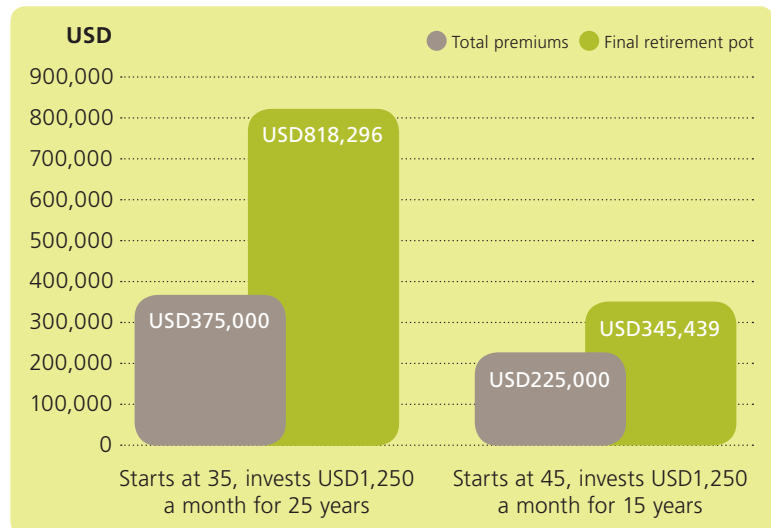 USD
Total premiums
Final retirement pot
900,000
800,000
700,000
600,000
500,000
400,000
300,000
200,000
100,000
0
USD818,296
USD375,000
USD345,439
USD225,000
Starts at 35, invests USD1,250
a month for 25 years
Starts at 45, invests USD1,250
a month for 15 years